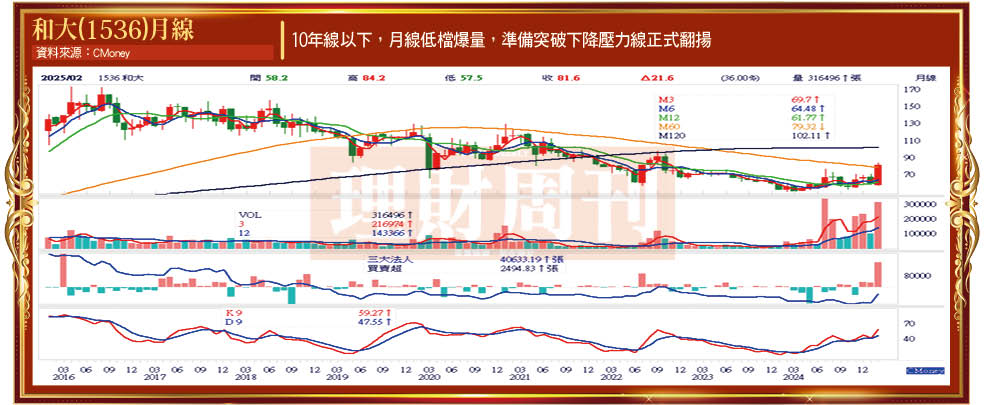 和大(1536)月線
資料來源：CMoney
10年線以下，月線低檔爆量，準備突破下降壓力線正式翻揚
2025/02 1536 和大 開 58.2 高 84.2 低 57.5 收 81.6 △21.6 (36.00%) 量 316496↑張 月線
M3 69.7↑
M6 64.48↑
M12 61.77↑
M60 79.32↓
M120 102.11↑
170
150
130
110
90
70
理財周刊
VOL 316496↑
3 216974↑
12 143366↑
300000
200000
100000
三大法人 40633.19↑張
買賣超 2494.83↑張
80000
K 9 59.27↑
D 9 47.55↓
70
40
03 06 09 12 03 06 09 12 03 06 09 12 03 06 09 12 03 06 09 12 03 06 09 12 03 06 09 12 03 06 09 12 03 06 09 12
2016 2017 2018 2019 2020 2021 2022 2023 2024
CMoney